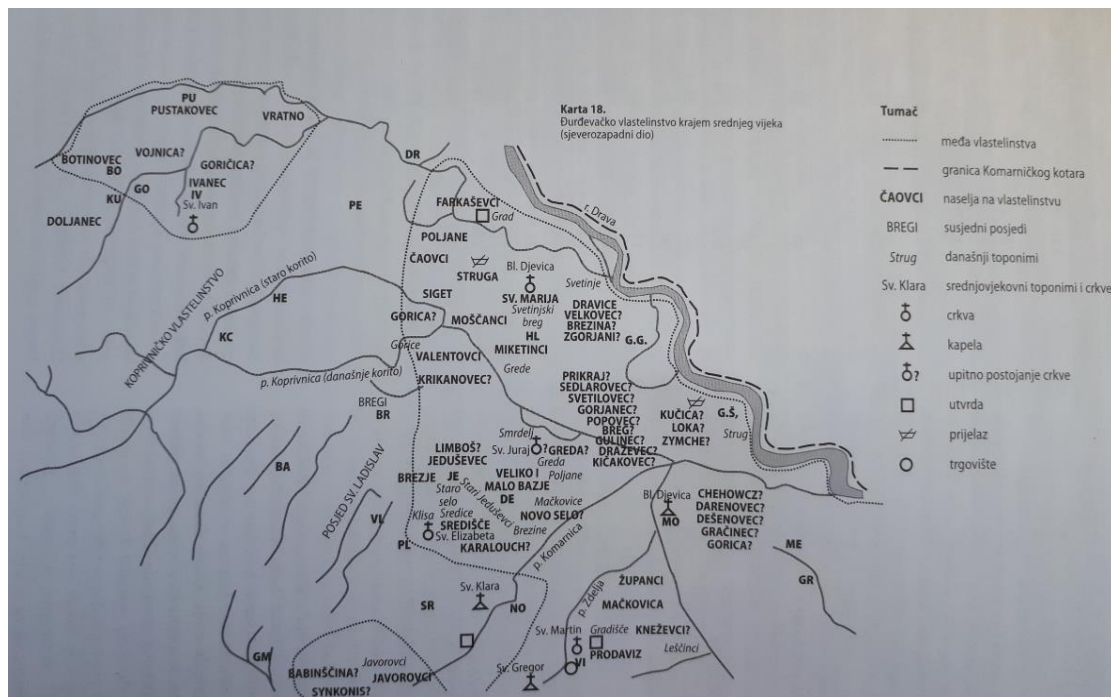 Karta 18.
Đurđevačko vlastelinstvo krajem srednjeg vijeka
(sjeverozapadni dio)
Tumač
međa vlastelinstva
granica Komarničkog kotara
ČAOVCI naselja na vlastelinstvu
BREGI susjedni posjedi
Strug današnji toponimi
Sv. Klara srednjovjekovni toponimi i crkve
crkva
kapela
? upitno postojanje crkve
utvrda
prijelaz
trgovište
PU
PUSTAKOVEC
VRATNO
VOJNICA?
BOTINOVEC
BO
GORIČICA?
GO
KU
IVANEC
IV
Sv. Ivan
DOLJANEC
DR
PE
FARKAŠEVCI
Grad
POLJANE
ČAOVCI
STRUGA
r. Drava
Bl. Djevica
SV. MARIJA
Svetinjski
breg
Svetinje
HL
MIKETINCI
SIGET
GORICA?
MOŠČANCI
Gorice
VALENTOVCI
Grede
KRIKANOVEC?
DRAVICE
VELKOVEC?
BREZINA?
ZGORJANI?
G.G.
KOPRIVNIČKO VLASTELINSTVO
p. Koprivnica (staro korito)
HE
KC
p. Koprivnica (današnje korito)
BREGI
BR
BA
POSJED SV. LADISLAV
VL
PL
PRIKRAJ?
SEDLAROVEC?
SVETILOVEC?
GORJANEC?
POPOVEC?
BREG?
GULINEC?
DRAŽEVEC?
KIČAKOVEC?
KUČICA?
LOKA?
ZYMCHE?
G.Š,
Strug
Smrdelj
Sv. Juraj
? GREDA?
Greda
Poljane
LIMBOŠ?
JEDUŠEVEC
BREZJE
JE
Staro
selo
Sredice
Stari Jeduševci
VELIKO I
MALO BAZJE
DE
Mačkovice
NOVO SELO?
Brezine
Klisa
SREDIŠČE
Sv. Elizabeta
KARALOUCH?
p. Komarnica
Bl. Djevica
MO
CHEHOWCZ?
DARENOVEC?
DEŠENOVEC?
GRAČINEC?
GORICA?
ME
GR
ŽUPANCI
MAČKOVICA
p. Zdelja
Sv. Martin
Gradišče
KNEŽEVCI?
PRODAVIZ
VI
Leščinci
Sv. Gregor
Sv. Klara
SR
NO
GM
BABINŠČINA?
Javorovci
JAVOROVCI
SYNKONIS?